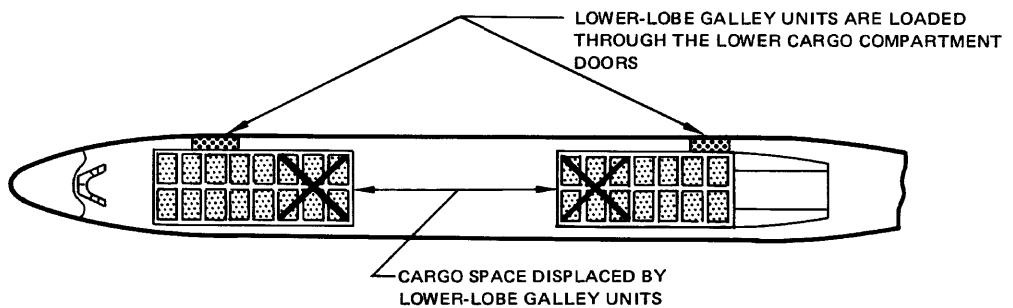 LOWER-LOBE GALLEY UNITS ARE LOADED
THROUGH THE LOWER CARGO COMPARTMENT
DOORS
CARGO SPACE DISPLACED BY
LOWER-LOBE GALLEY UNITS